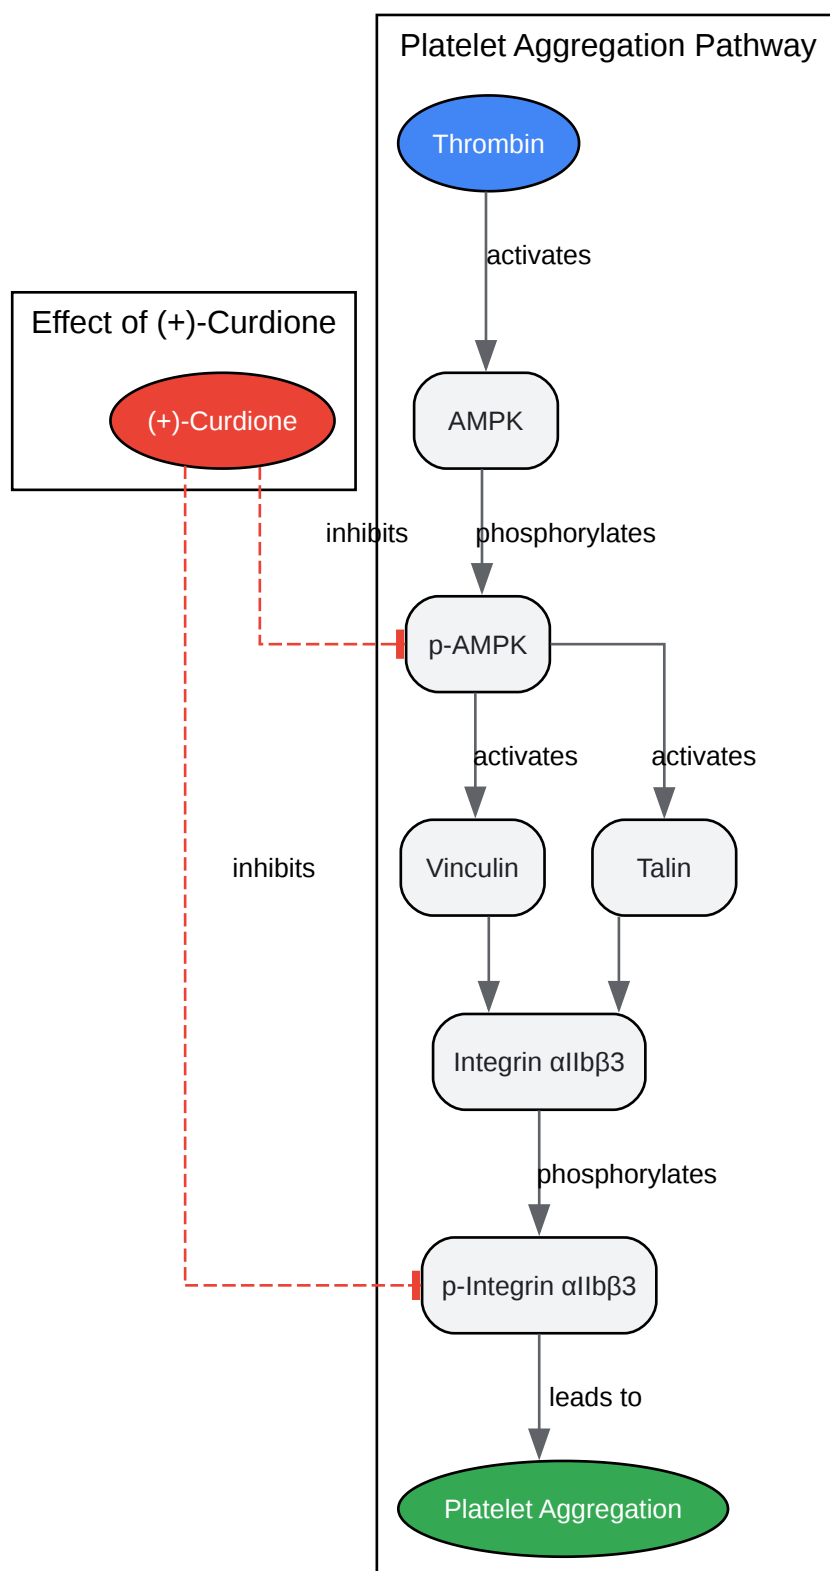 Platelet Aggregation Pathway
Thrombin
activates
Effect of (+)-Curdione
(+)-Curdione
AMPK
inhibits
phosphorylates
p-AMPK
activates
activates
inhibits
Vinculin
Talin
Integrin αIIbβ3
phosphorylates
p-Integrin αIIbβ3
leads to
Platelet Aggregation